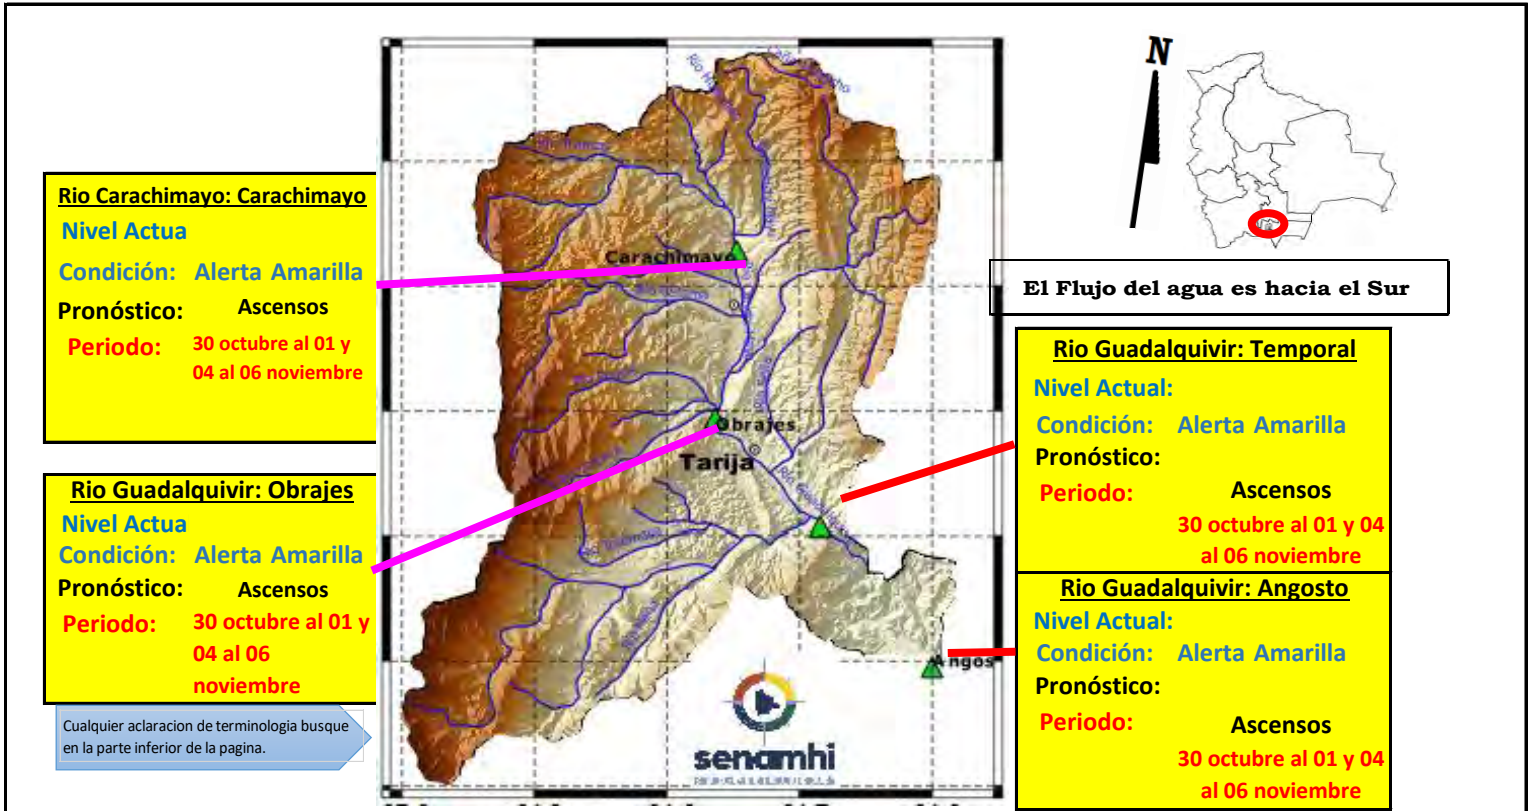 N
Rio Carachimayo: Carachimayo
Nivel Actua
Condición: Alerta Amarilla
Pronóstico: Ascensos
Periodo: 30 octubre al 01 y
04 al 06 noviembre
Rio Guadalquivir: Obrajes
Nivel Actua
Condición: Alerta Amarilla
Pronóstico: Ascensos
Periodo: 30 octubre al 01 y
04 al 06
noviembre
Cualquier aclaracion de terminologia busque
en la parte inferior de la pagina.
Carachimayo
Obrajes
Tarija
Angos
senamhi
El Flujo del agua es hacia el Sur
Rio Guadalquivir: Temporal
Nivel Actual:
Condición: Alerta Amarilla
Pronóstico:
Periodo: Ascensos
30 octubre al 01 y 04
al 06 noviembre
Rio Guadalquivir: Angosto
Nivel Actual:
Condición: Alerta Amarilla
Pronóstico:
Periodo: Ascensos
30 octubre al 01 y 04
al 06 noviembre